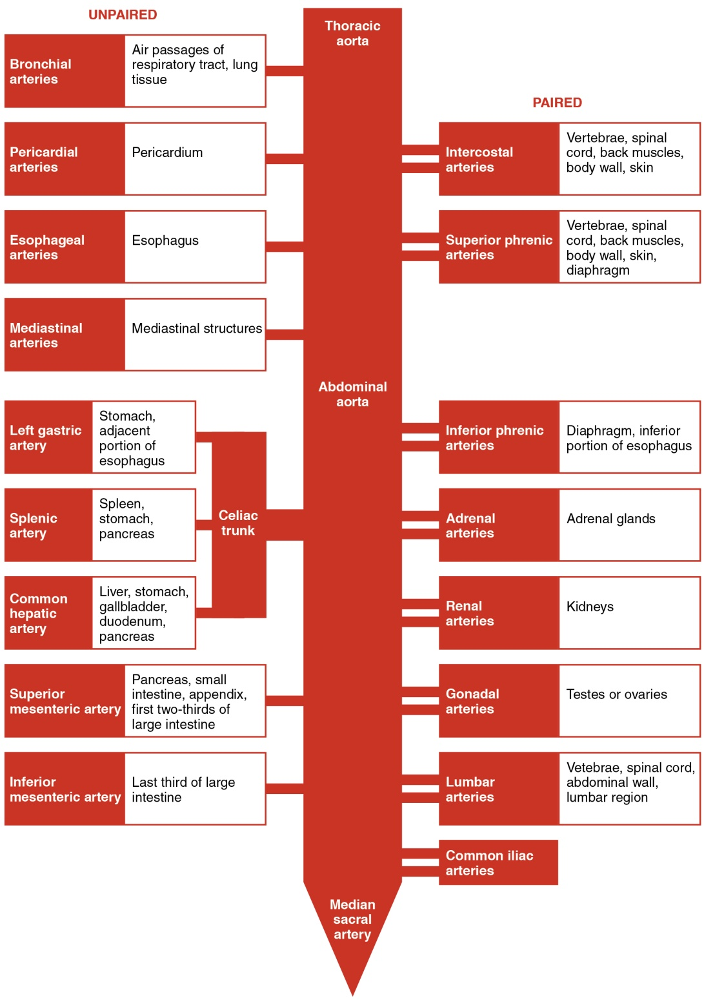 UNPAIRED
Thoracic
aorta
Bronchial
arteries
Air passages of
respiratory tract, lung
tissue
PAIRED
Pericardial
arteries
Pericardium
Intercostal
arteries
Vertebrae, spinal
cord, back muscles,
body wall, skin
Esophageal
arteries
Esophagus
Superior phrenic
arteries
Vertebrae, spinal
cord, back muscles,
body wall, skin,
diaphragm
Mediastinal
arteries
Mediastinal structures
Abdominal
aorta
Left gastric
artery
Stomach,
adjacent
portion of
esophagus
Inferior phrenic
arteries
Diaphragm, inferior
portion of esophagus
Splenic
artery
Spleen,
stomach,
pancreas
Celiac
trunk
Adrenal
arteries
Adrenal glands
Common
hepatic
artery
Liver, stomach,
gallbladder,
duodenum,
pancreas
Renal
arteries
Kidneys
Superior
mesenteric artery
Pancreas, small
intestine, appendix,
first two-thirds of
large intestine
Gonadal
arteries
Testes or ovaries
Inferior
mesenteric artery
Last third of large
intestine
Lumbar
arteries
Vetebrae, spinal cord,
abdominal wall,
lumbar region
Common iliac
arteries
Median
sacral
artery